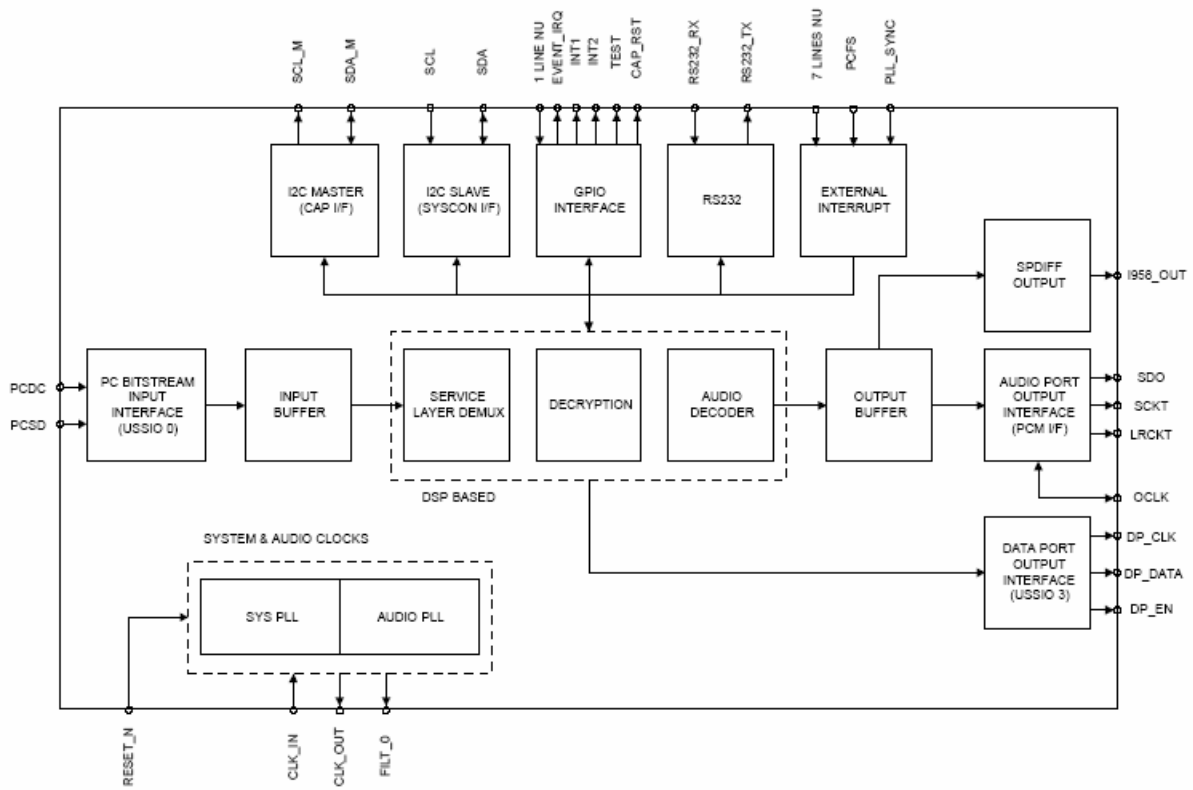 SCL_M
SDA_M
SCL
SDA
1 LINE NU
EVENT_IRQ
INT1
INT2
TEST
CAP_RST
RS232_RX
RS232_TX
7 LINES NU
PCFS
PLL_SYNC
I2C MASTER
(CAP I/F)
I2C SLAVE
(SYSCON I/F)
GPIO
INTERFACE
RS232
EXTERNAL
INTERRUPT
SPDIFF
OUTPUT
I958_OUT
PCDC
PCSD
PC BITSTREAM
INPUT
INTERFACE
(USSIO 0)
INPUT
BUFFER
SERVICE
LAYER DEMUX
DECRYPTION
AUDIO
DECODER
OUTPUT
BUFFER
AUDIO PORT
OUTPUT
INTERFACE
(PCM I/F)
SDO
SCKT
LRCKT
OCLK
DSP BASED
SYSTEM & AUDIO CLOCKS
SYS PLL
AUDIO PLL
DATA PORT
OUTPUT
INTERFACE
(USSIO 3)
DP_CLK
DP_DATA
DP_EN
RESET_N
CLK_IN
CLK_OUT
FILT_0